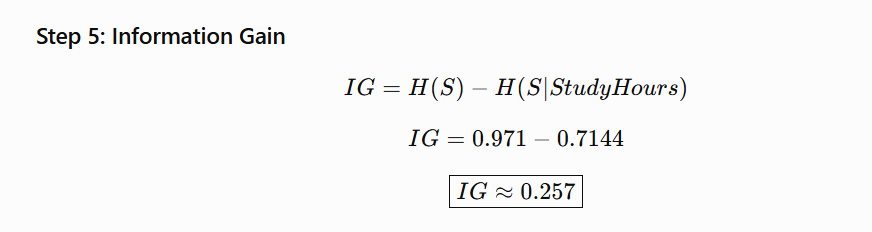 Step 5: Information Gain
IG = H(S) − H(S|StudyHours)
IG = 0.971 − 0.7144
IG ≈ 0.257